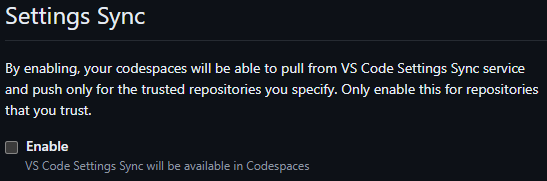 Settings Sync
By enabling, your codespaces will be able to pull from VS Code Settings Sync service
and push only for the trusted repositories you specify. Only enable this for repositories
that you trust.
Enable
VS Code Settings Sync will be available in Codespaces